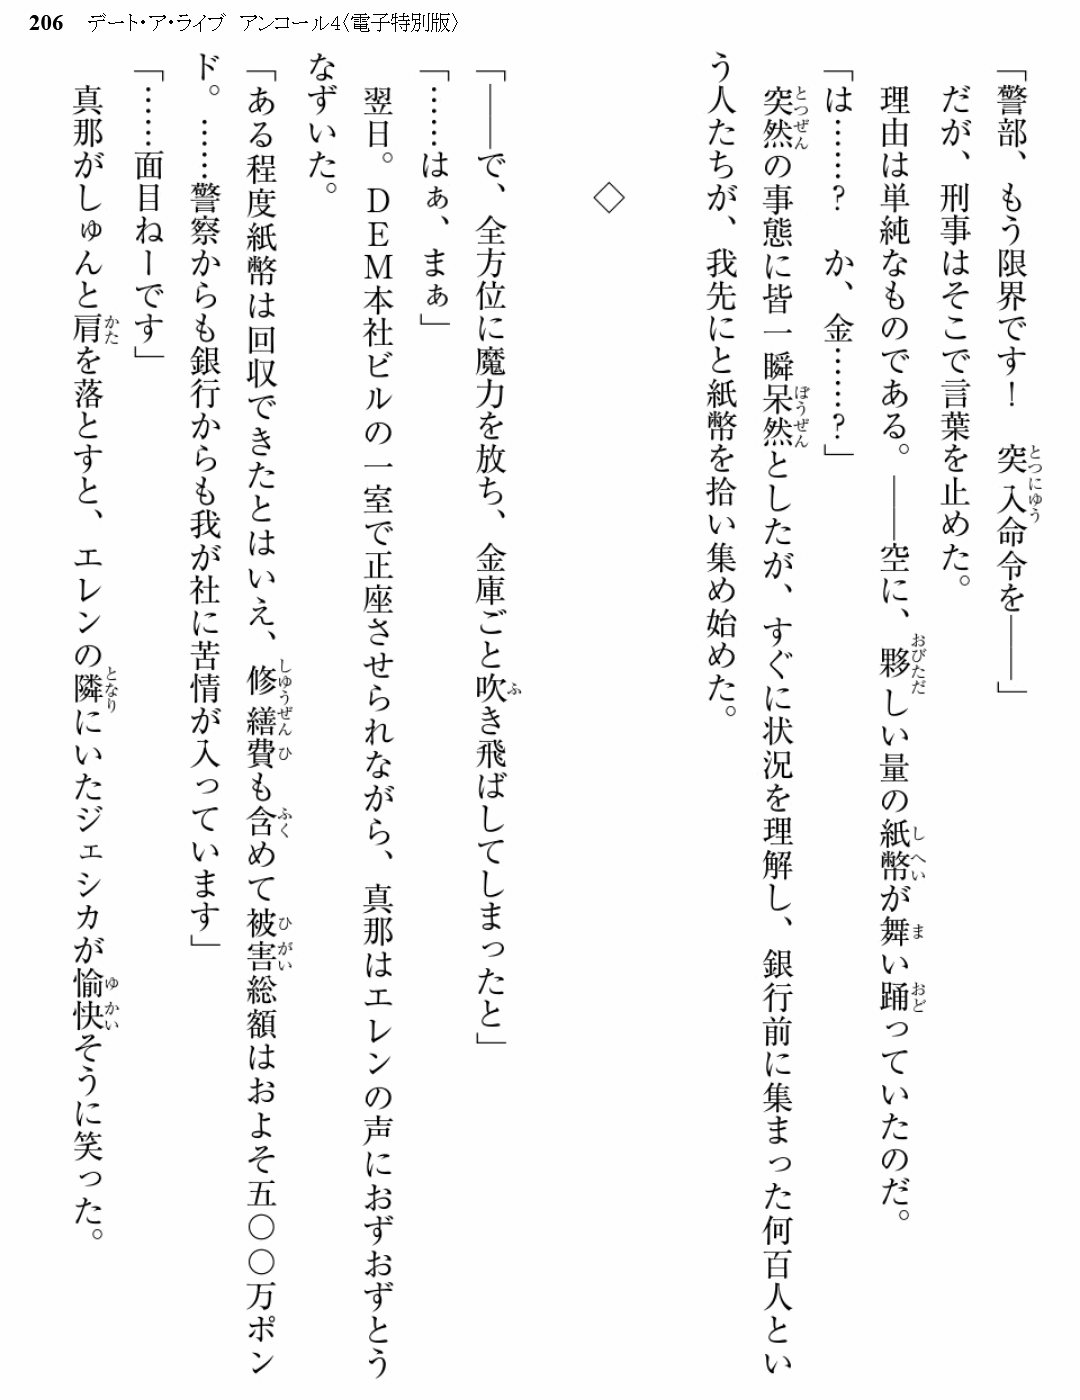 206 デート・ア・ライブ アンコール4〈電子特別版〉
「警部、もう限界です！　突入命令を――」
だが、刑事はそこで言葉を止めた。
理由は単純なものである。――空に、夥しい量の紙幣が舞い踊っていたのだ。
「は……？　か、金……？」
突然の事態に皆一瞬呆然としたが、すぐに状況を理解し、銀行前に集まった何百人とい
う人たちが、我先にと紙幣を拾い集め始めた。
◇
「――で、全方位に魔力を放ち、金庫ごと吹き飛ばしてしまったと」
「……はぁ、まぁ」
翌日。ＤＥＭ本社ビルの一室で正座させられながら、真那はエレンの声におずおずとう
なずいた。
「ある程度紙幣は回収できたとはいえ、修繕費も含めて被害総額はおよそ五〇〇万ポン
ド。……警察からも銀行からも我が社に苦情が入っています」
「……面目ねーです」
真那がしゅんと肩を落とすと、エレンの隣にいたジェシカが愉快そうに笑った。